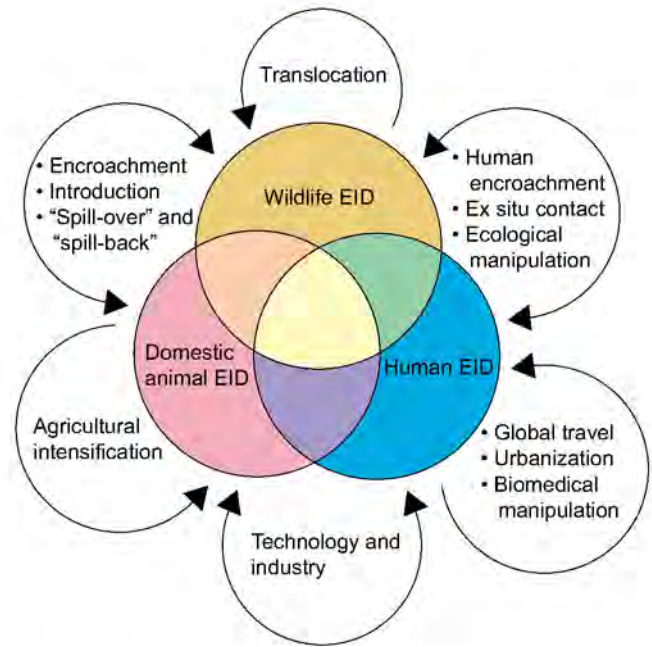 Translocation
• Encroachment
• Introduction
• “Spill-over” and
“spill-back”
Wildlife EID
• Human
encroachment
• Ex situ contact
• Ecological
manipulation
Domestic
animal EID
Human EID
Agricultural
intensification
• Global travel
• Urbanization
• Biomedical
manipulation
Technology and
industry